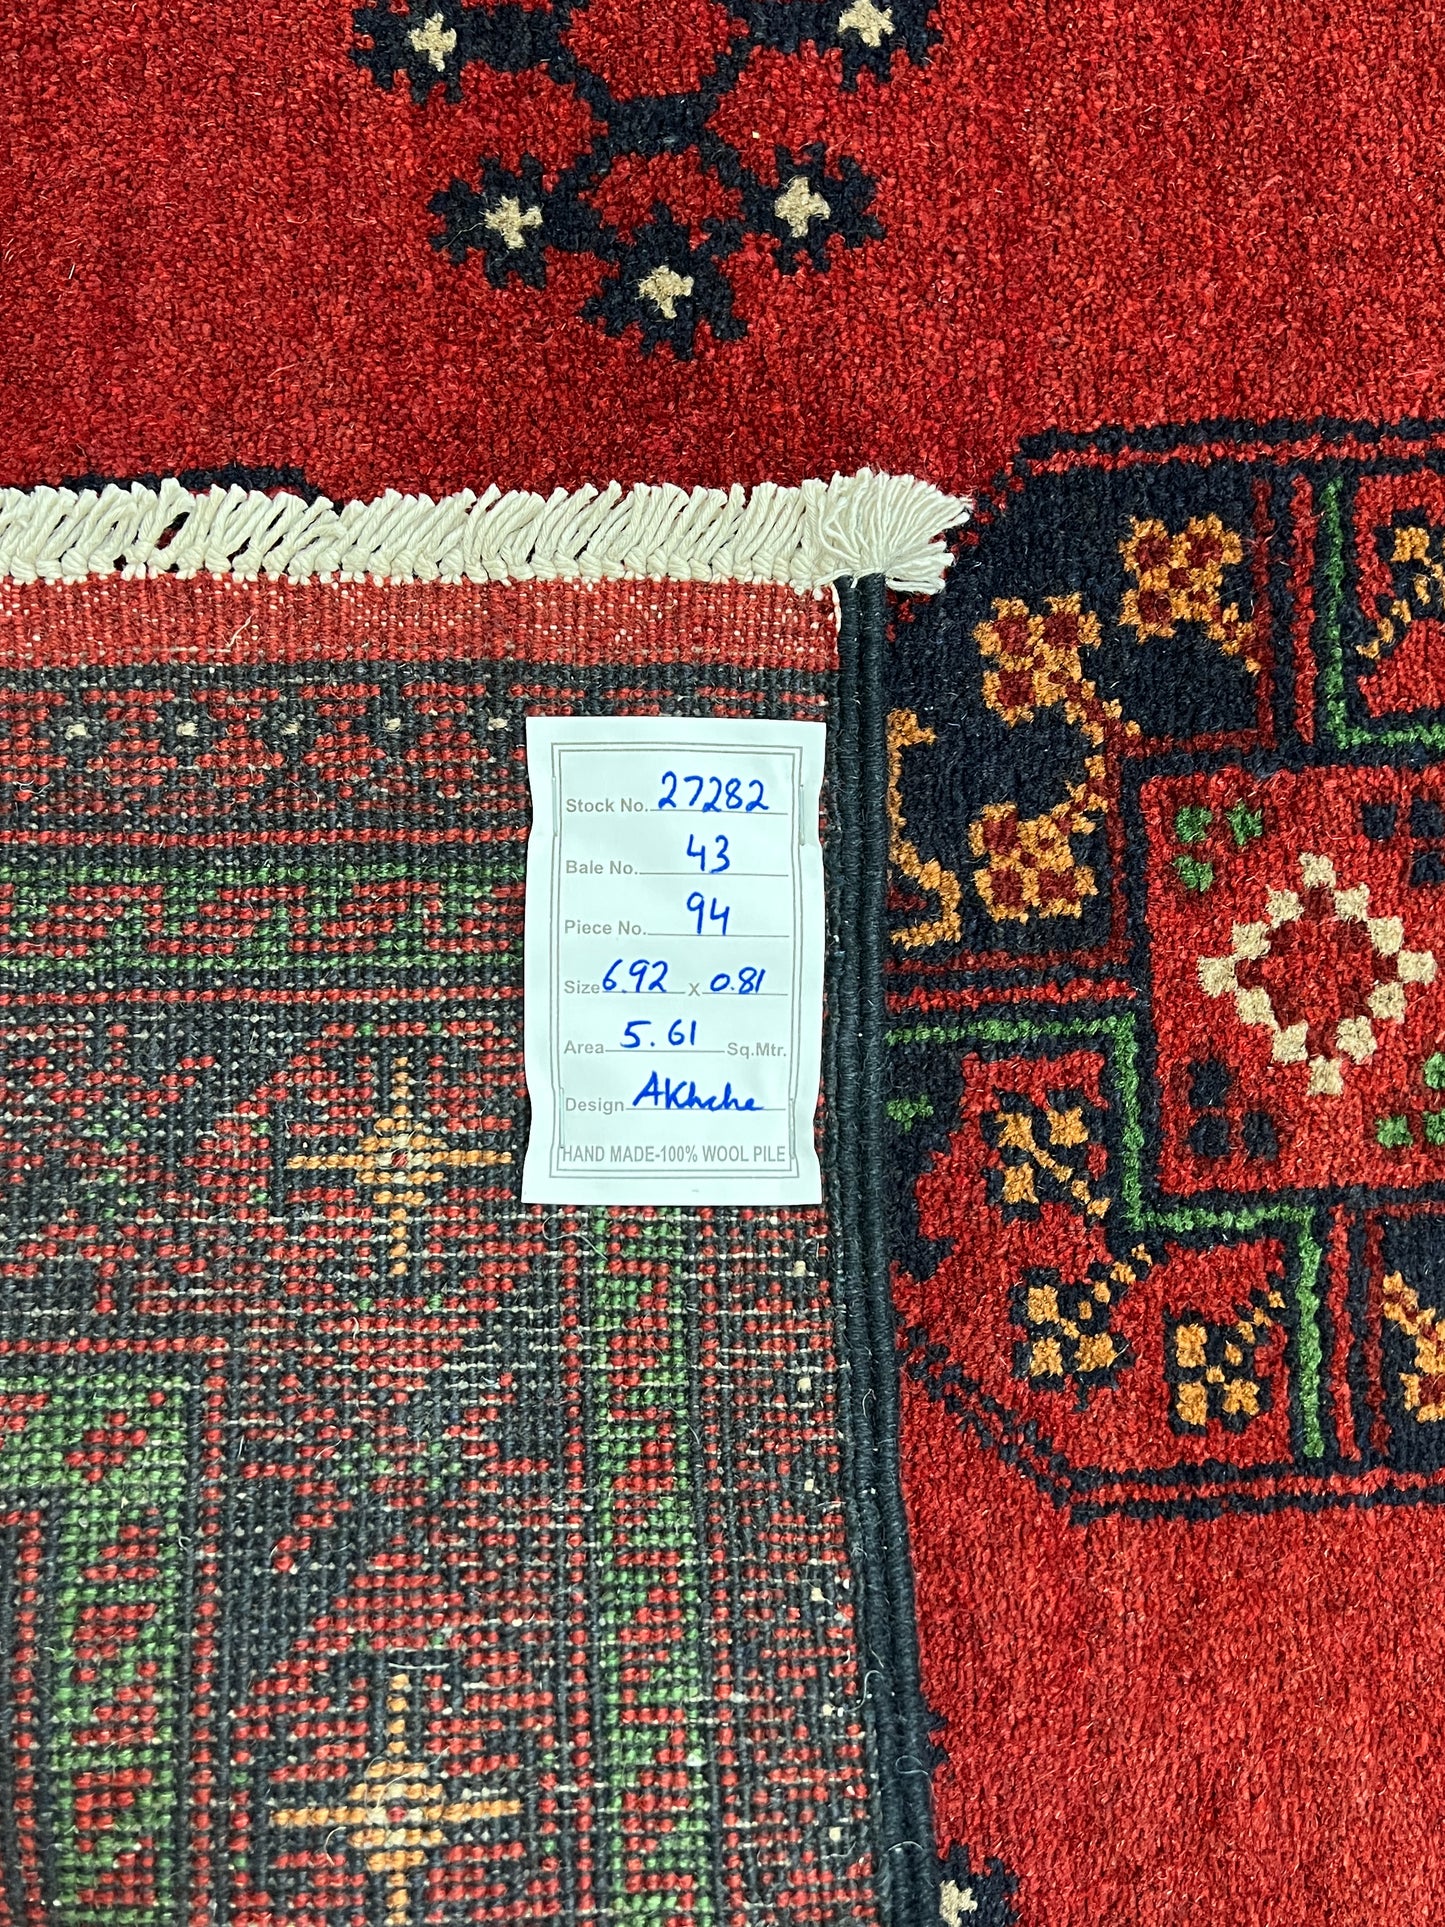 Stock No. 27282
Bale No. 43
Piece No. 94
Size 6.92 x 0.81
Area 5.61 Sq.Mtr.
Design AKhche
HAND MADE-100% WOOL PILE